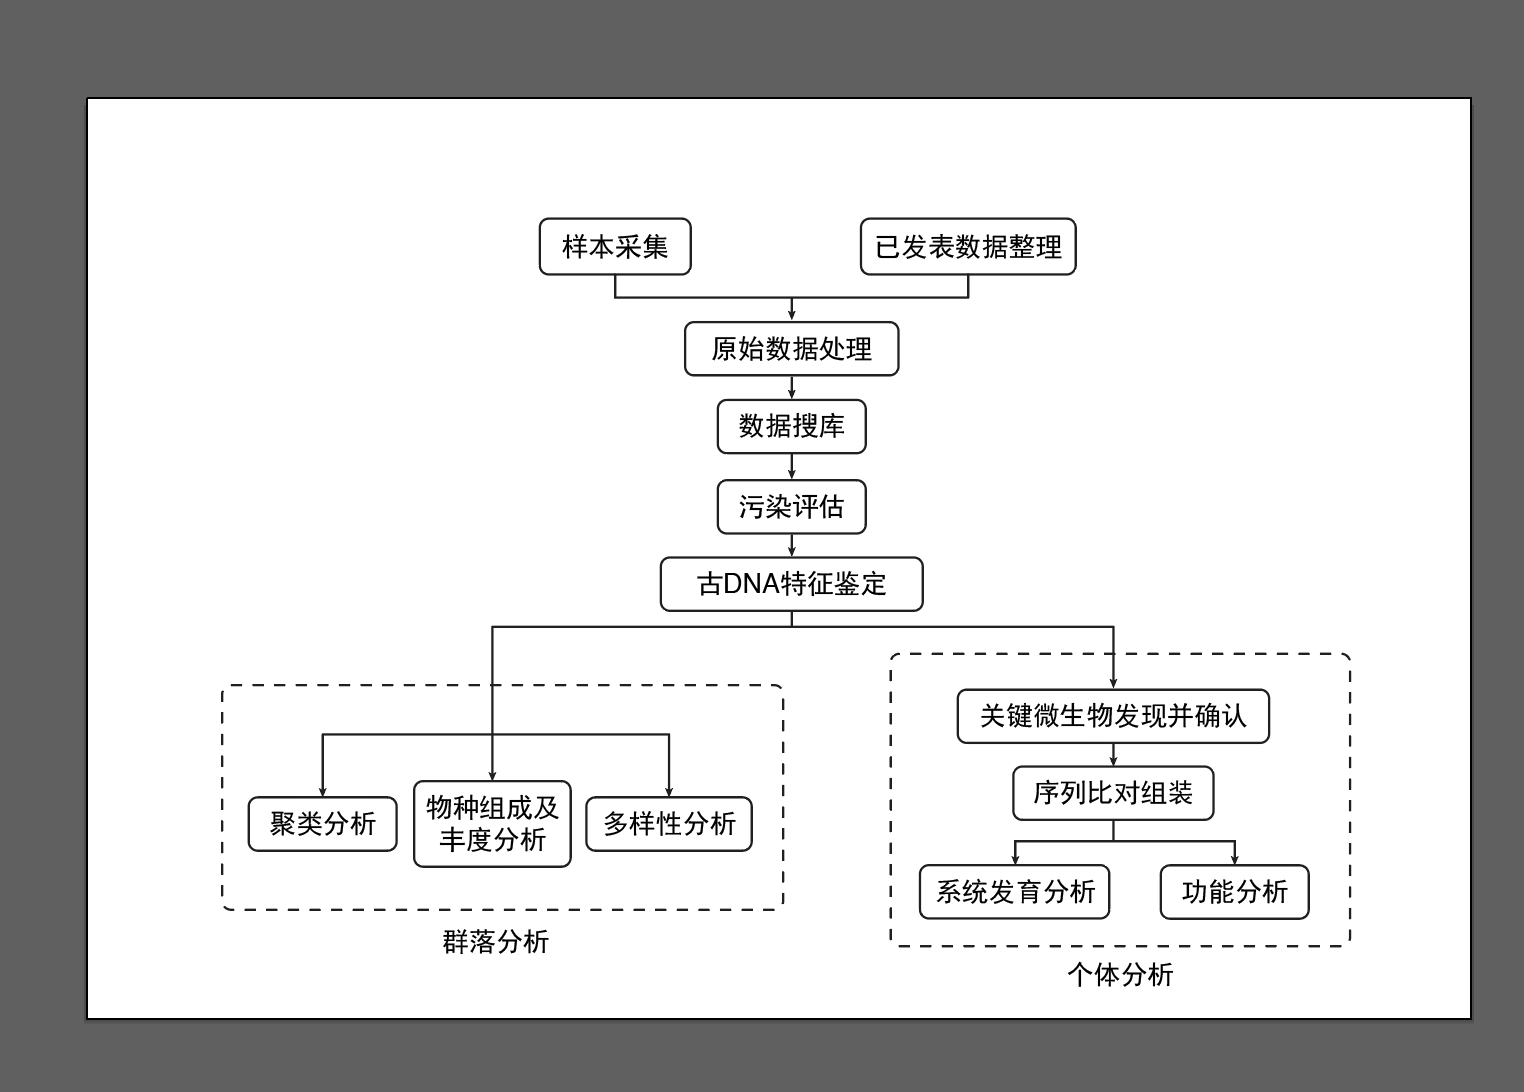 样本采集
已发表数据整理
原始数据处理
数据搜库
污染评估
古DNA特征鉴定
关键微生物发现并确认
序列比对组装
聚类分析
物种组成及
丰度分析
多样性分析
系统发育分析
功能分析
群落分析
个体分析